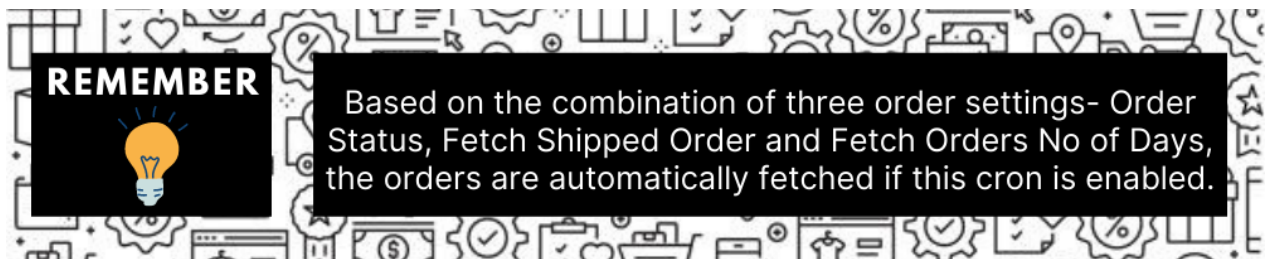 REMEMBER
Based on the combination of three order settings- Order
Status, Fetch Shipped Order and Fetch Orders No of Days,
the orders are automatically fetched if this cron is enabled.